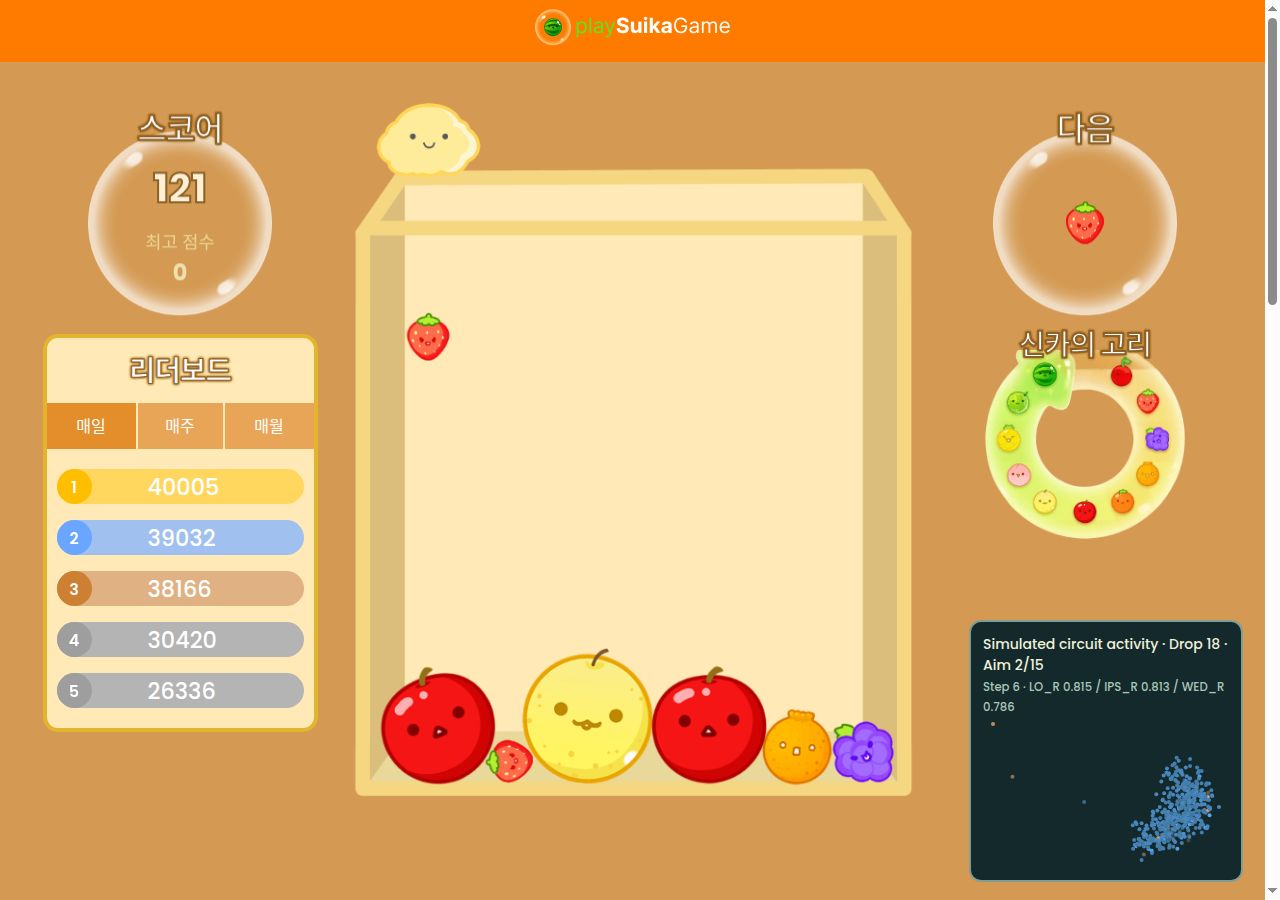 playSuikaGame
스코어
121
최고 점수
0
리더보드
매일 매주 매월
1 40005
2 39032
3 38166
4 30420
5 26336
다음
신카의 고리
Simulated circuit activity · Drop 18 ·
Aim 2/15
Step 6 · LO_R 0.815 / IPS_R 0.813 / WED_R
0.786